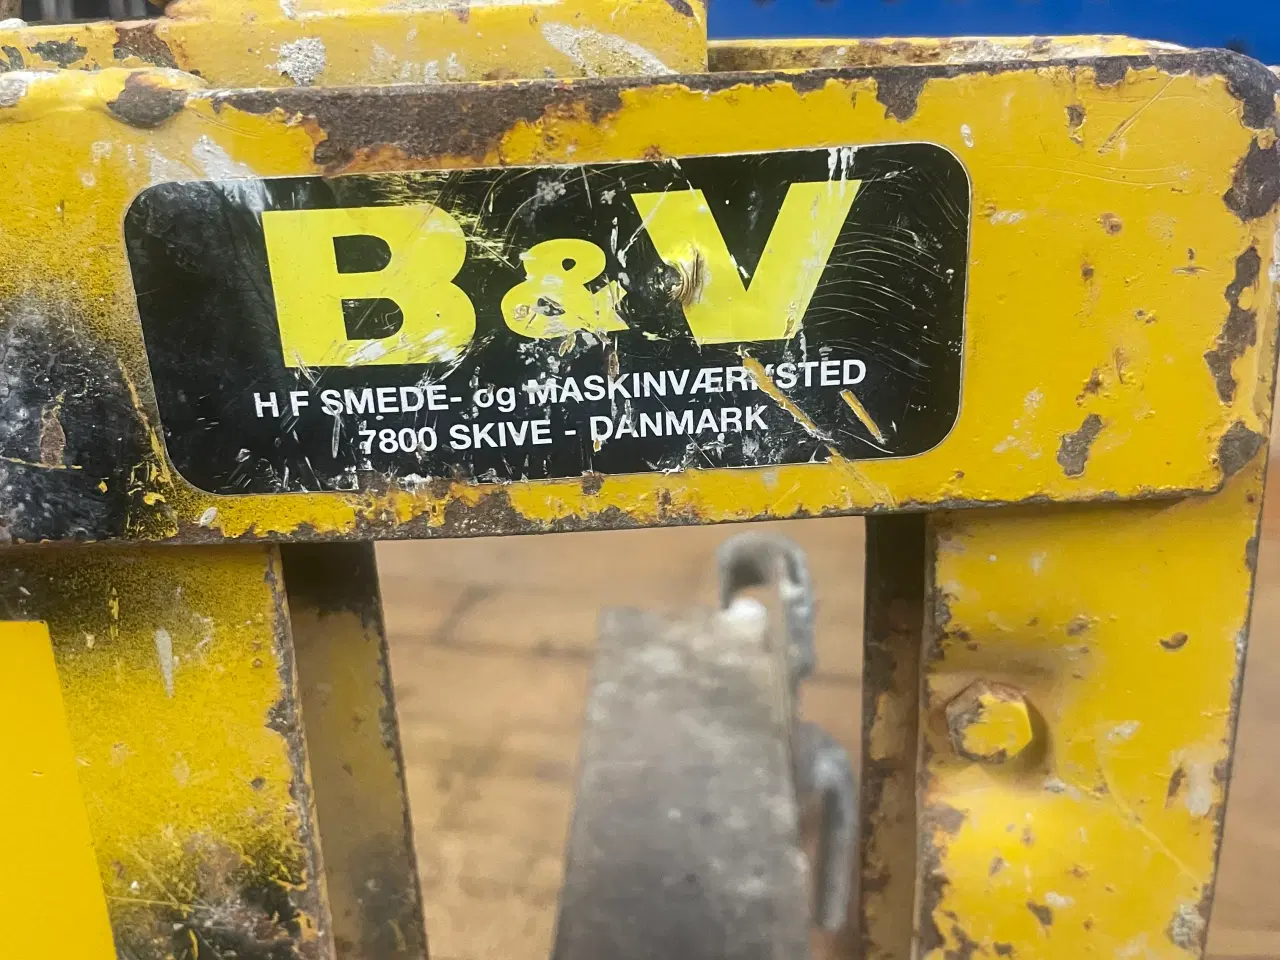 B&V
H F SMEDE- og MASKINVÆRKSTED
7800 SKIVE - DANMARK